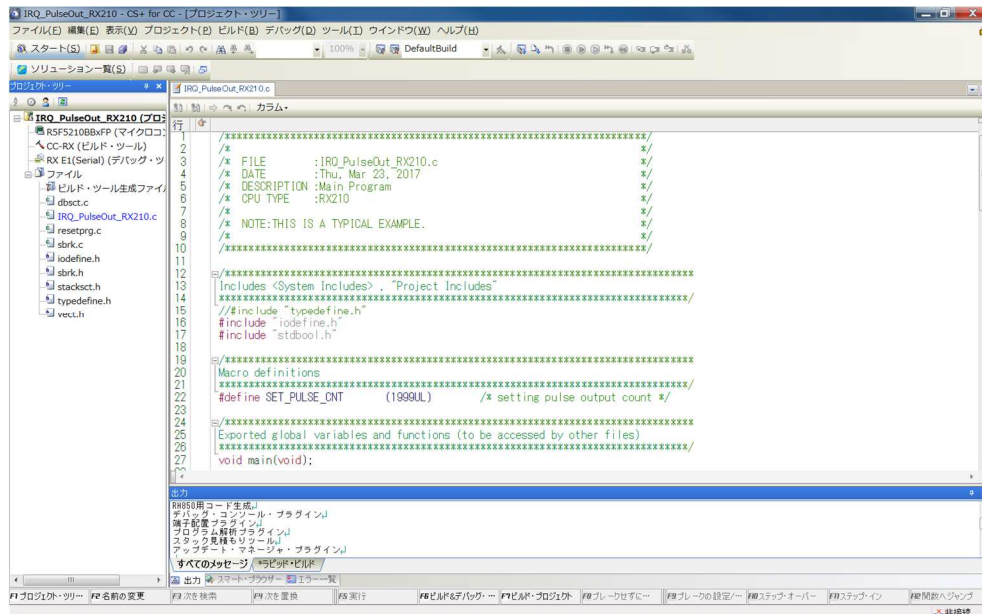 IRQ_PulseOut_RX210 - CS+ for CC - [プロジェクト・ツリー]
ファイル(F) 編集(E) 表示(V) プロジェクト(P) ビルド(B) デバッグ(D) ツール(T) ウインドウ(W) ヘルプ(H)
スタート(S) 100% DefaultBuild
ソリューション一覧(S)
プロジェクト・ツリー
IRQ_PulseOut_RX210.c
カラム
行
IRQ_PulseOut_RX210 (プロジ
R5F5210BBxFP (マイクロコ
CC-RX (ビルド・ツール)
RX E1(Serial) (デバッグ・ツ
ファイル
ビルド・ツール生成ファイ
dbsct.c
IRQ_PulseOut_RX210.c
resetprg.c
sbrk.c
iodefine.h
sbrk.h
stacksct.h
typedefine.h
vect.h
1 /***********************************************************************/
2 /* */
3 /* FILE :IRQ_PulseOut_RX210.c */
4 /* DATE :Thu, Mar 23, 2017 */
5 /* DESCRIPTION :Main Program */
6 /* CPU TYPE :RX210 */
7 /* */
8 /* NOTE:THIS IS A TYPICAL EXAMPLE. */
9 /* */
10 /***********************************************************************/
11
12 /******************************************************************************
13 Includes <System Includes> , "Project Includes"
14 ******************************************************************************/
15 //#include "typedefine.h"
16 #include "iodefine.h"
17 #include "stdbool.h"
18
19 /******************************************************************************
20 Macro definitions
21 ******************************************************************************/
22 #define SET_PULSE_CNT (1999UL) /* setting pulse output count */
23
24 /******************************************************************************
25 Exported global variables and functions (to be accessed by other files)
26 ******************************************************************************/
27 void main(void);
出力
RH850用コード生成
デバッグ・コンソール・プラグイン
端子配置プラグイン
プログラム解析プラグイン
スタック見積もりツール
アップデート・マネージャ・プラグイン
すべてのメッセージ *ラピッド・ビルド
出力 スマート・ブラウザー エラー一覧
F1 プロジェクト・ツリ… F2 名前の変更 F3 次を検索 F4 次を置換 F5 実行 F6 ビルド&デバッグ・… F7 ビルド・プロジェクト F8 ブレークせずに… F9 ブレークの設定/… F10 ステップ・オーバー F11 ステップ・イン F12 関数へジャンプ
非接続